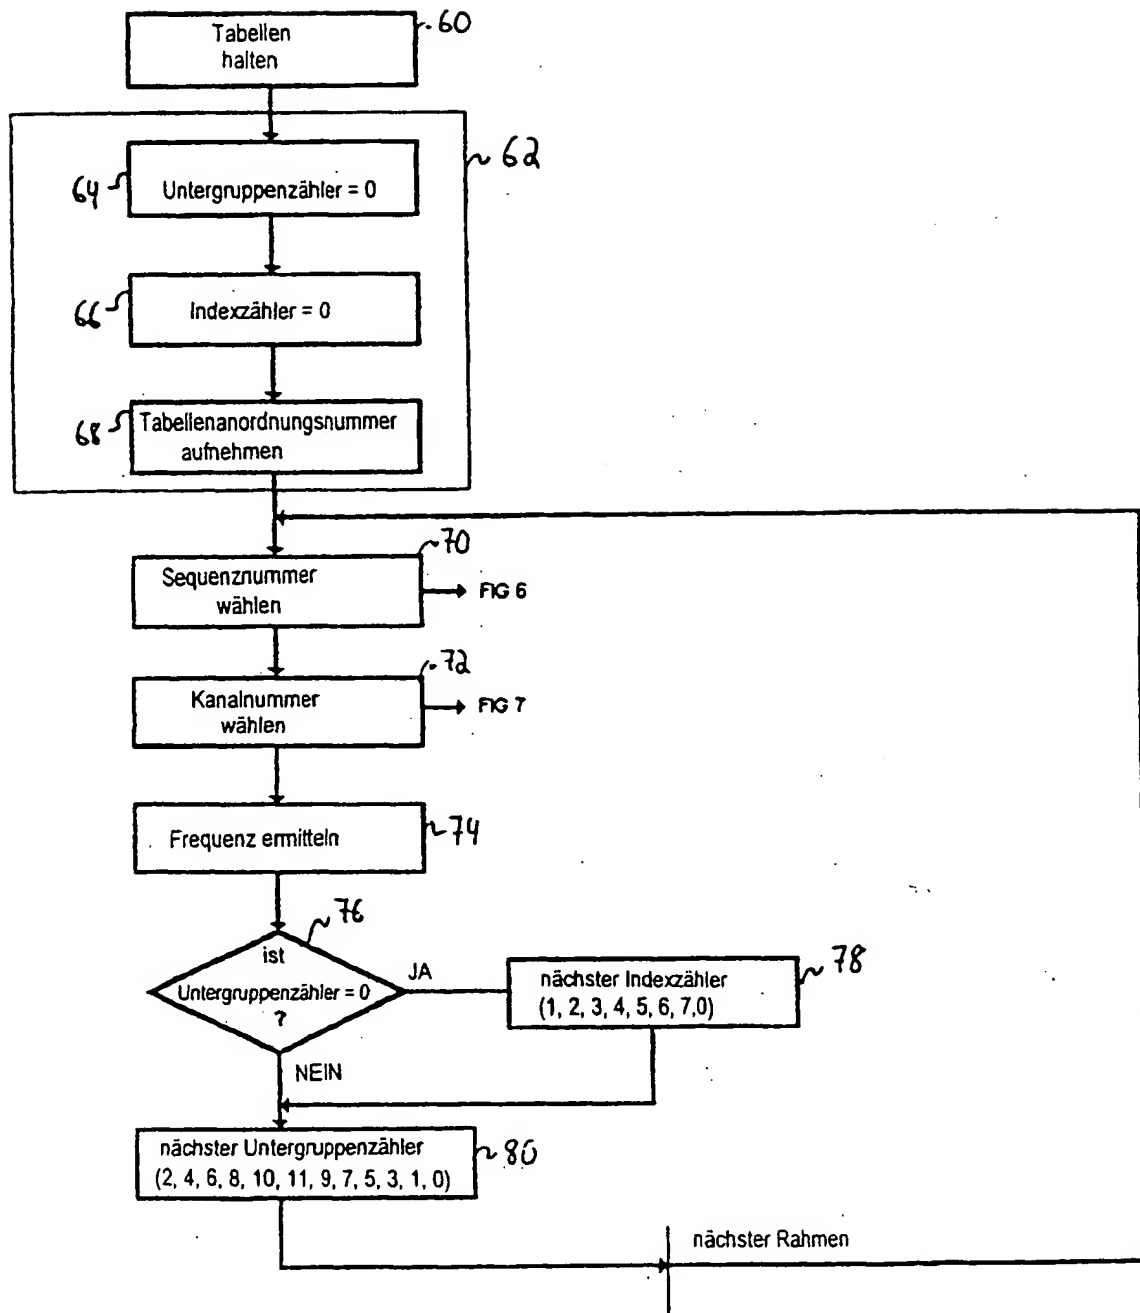 Tabellen
halten
60
62
64
Untergruppenzähler = 0
66
Indexzähler = 0
68
Tabellenanordnungsnummer
aufnehmen
70
Sequenznummer
wählen
FIG 6
72
Kanalnummer
wählen
FIG 7
Frequenz ermitteln
74
76
ist
Untergruppenzähler = 0
?
JA
nächster Indexzähler
(1, 2, 3, 4, 5, 6, 7,0)
78
NEIN
nächster Untergruppenzähler
(2, 4, 6, 8, 10, 11, 9, 7, 5, 3, 1, 0)
80
nächster Rahmen